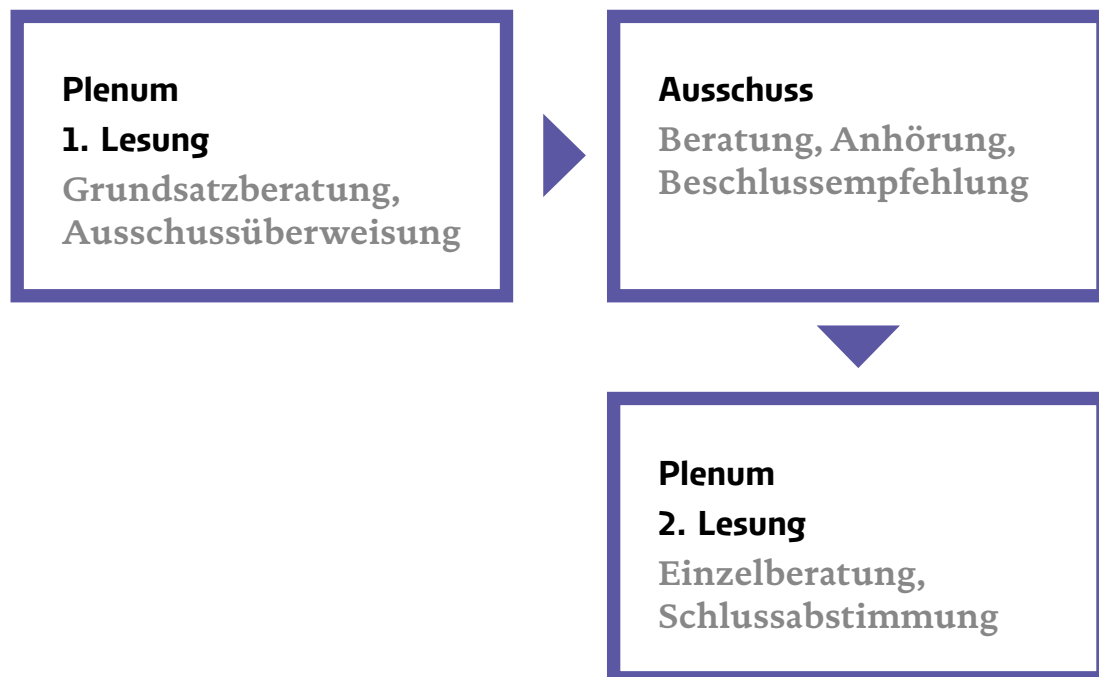 Plenum
1. Lesung
Grundsatzberatung,
Ausschussüberweisung
Ausschuss
Beratung, Anhörung,
Beschlussempfehlung
Plenum
2. Lesung
Einzelberatung,
Schlussabstimmung